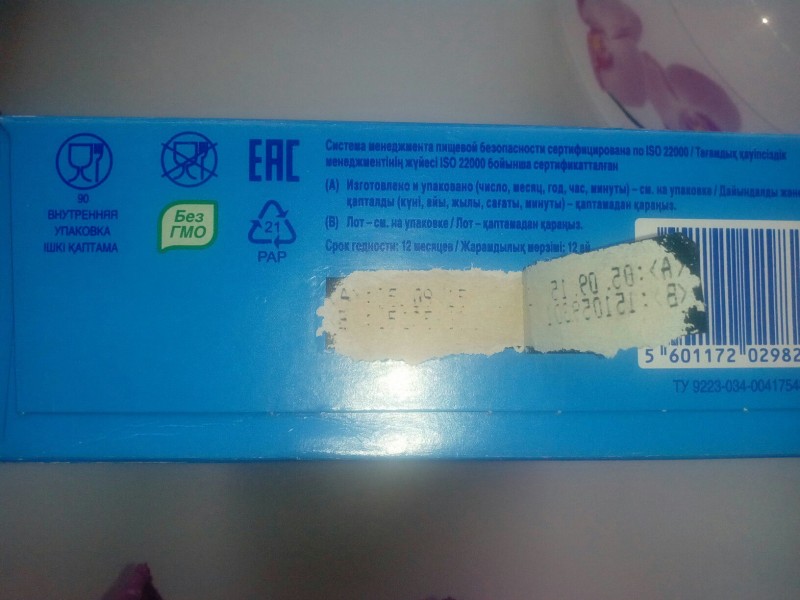 90
ВНУТРЕННЯЯ
УПАКОВКА
ІШКІ ҚАПТАМА
Без
ГМО
ЕАС
21
PAP
Система менеджмента пищевой безопасности сертифицирована по ISO 22000 / Тағамдық қауіпсіздік
менеджментінің жүйесі ISO 22000 бойынша сертификатталған
(А) Изготовлено и упаковано (число, месяц, год, час, минуты) – см. на упаковке / Дайындалды және
қапталды (күні, айы, жылы, сағаты, минуты) – қаптамадан қараңыз.
(В) Лот – см. на упаковке / Лот – қаптамадан қараңыз.
Срок годности: 12 месяцев / Жарамдылық мерзімі: 12 ай
<A>:05.09.15
5 601172 02982
ТУ 9223-034-0041754